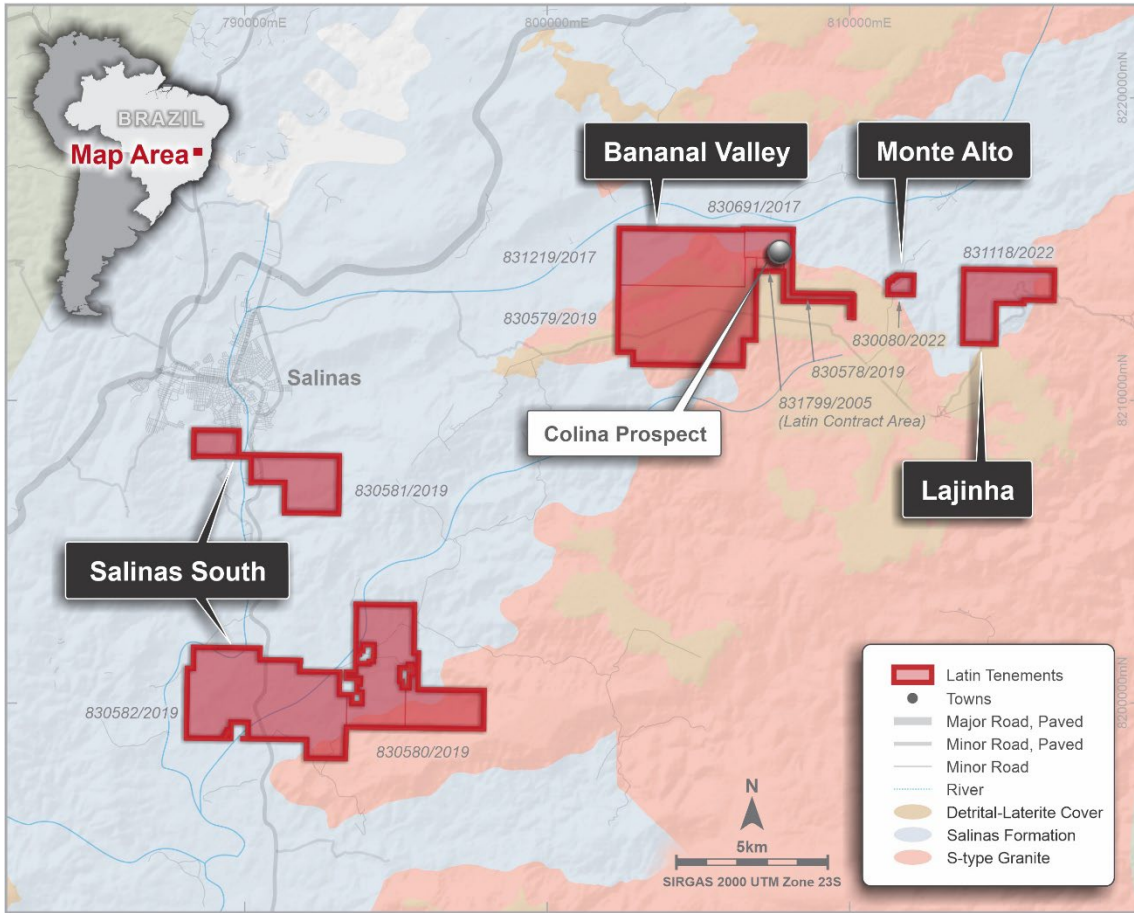 790000mE
800000mE
810000mE
8220000mN
8210000mN
8200000mN
BRAZIL
Map Area
Bananal Valley
Monte Alto
830691/2017
831118/2022
831219/2017
830579/2019
830080/2022
830578/2019
831799/2005
(Latin Contract Area)
Colina Prospect
Lajinha
Salinas
830581/2019
Salinas South
830582/2019
830580/2019
N
5km
SIRGAS 2000 UTM Zone 23S
Latin Tenements
Towns
Major Road, Paved
Minor Road, Paved
Minor Road
River
Detrital-Laterite Cover
Salinas Formation
S-type Granite